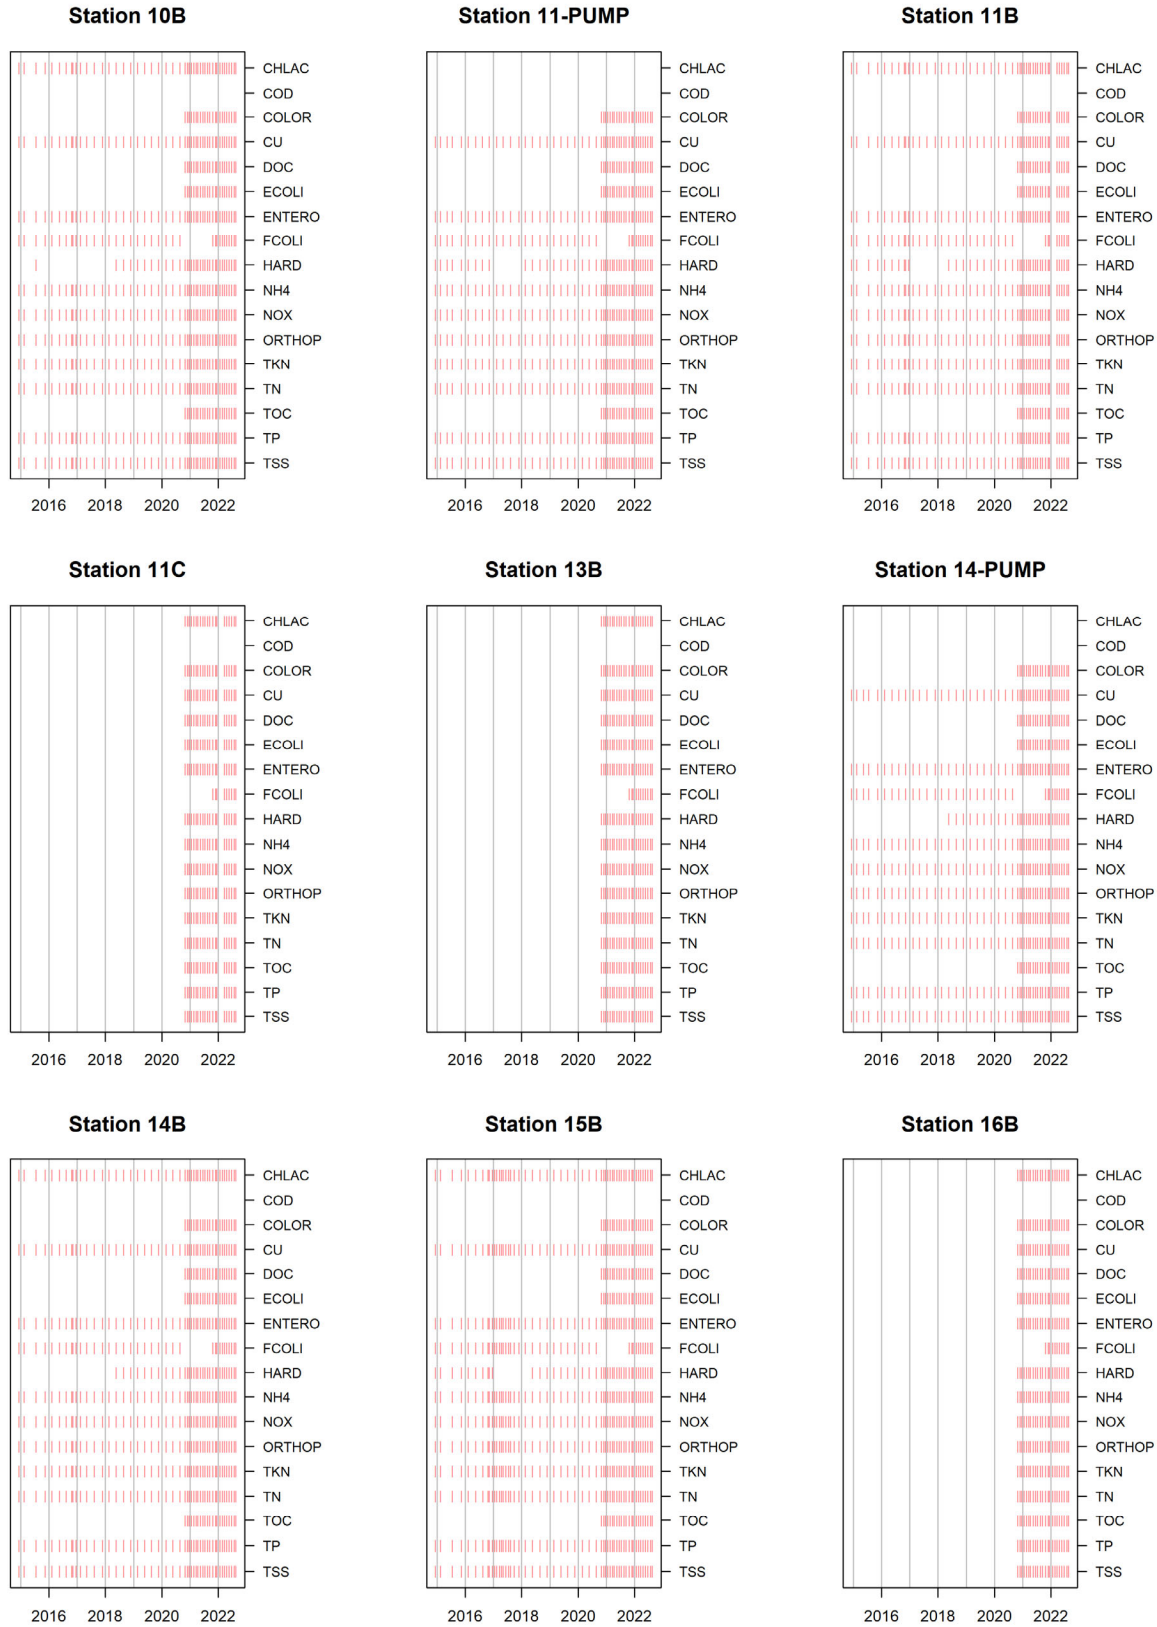 Station 10B
CHLAC
COD
COLOR
CU
DOC
ECOLI
ENTERO
FCOLI
HARD
NH4
NOX
ORTHOP
TKN
TN
TOC
TP
TSS
2016 2018 2020 2022
Station 11-PUMP
CHLAC
COD
COLOR
CU
DOC
ECOLI
ENTERO
FCOLI
HARD
NH4
NOX
ORTHOP
TKN
TN
TOC
TP
TSS
2016 2018 2020 2022
Station 11B
CHLAC
COD
COLOR
CU
DOC
ECOLI
ENTERO
FCOLI
HARD
NH4
NOX
ORTHOP
TKN
TN
TOC
TP
TSS
2016 2018 2020 2022
Station 11C
CHLAC
COD
COLOR
CU
DOC
ECOLI
ENTERO
FCOLI
HARD
NH4
NOX
ORTHOP
TKN
TN
TOC
TP
TSS
2016 2018 2020 2022
Station 13B
CHLAC
COD
COLOR
CU
DOC
ECOLI
ENTERO
FCOLI
HARD
NH4
NOX
ORTHOP
TKN
TN
TOC
TP
TSS
2016 2018 2020 2022
Station 14-PUMP
CHLAC
COD
COLOR
CU
DOC
ECOLI
ENTERO
FCOLI
HARD
NH4
NOX
ORTHOP
TKN
TN
TOC
TP
TSS
2016 2018 2020 2022
Station 14B
CHLAC
COD
COLOR
CU
DOC
ECOLI
ENTERO
FCOLI
HARD
NH4
NOX
ORTHOP
TKN
TN
TOC
TP
TSS
2016 2018 2020 2022
Station 15B
CHLAC
COD
COLOR
CU
DOC
ECOLI
ENTERO
FCOLI
HARD
NH4
NOX
ORTHOP
TKN
TN
TOC
TP
TSS
2016 2018 2020 2022
Station 16B
CHLAC
COD
COLOR
CU
DOC
ECOLI
ENTERO
FCOLI
HARD
NH4
NOX
ORTHOP
TKN
TN
TOC
TP
TSS
2016 2018 2020 2022